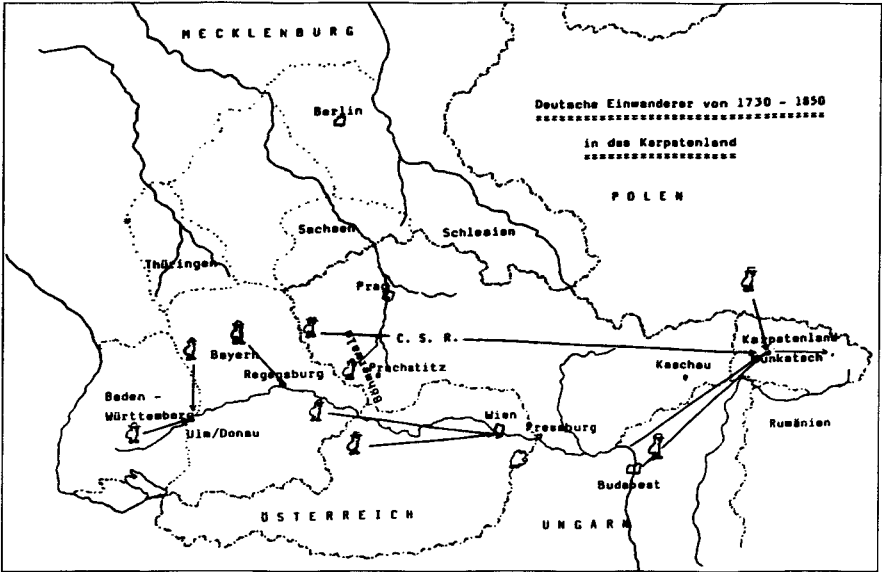 MECKLENBURG
Berlin
Deutsche Einwanderer von 1730 - 1850
in das Karpatenland
POLEN
Sachsen
Schlesien
Thüringen
Prag
C. S. R.
Karpatenland
Munkatsch
Bayern
Prachatitz
Kaschau
Regensburg
Baden -
Württemberg
Wien
Pressburg
Rumänien
Ulm/Donau
Budapest
ÖSTERREICH
UNGARN